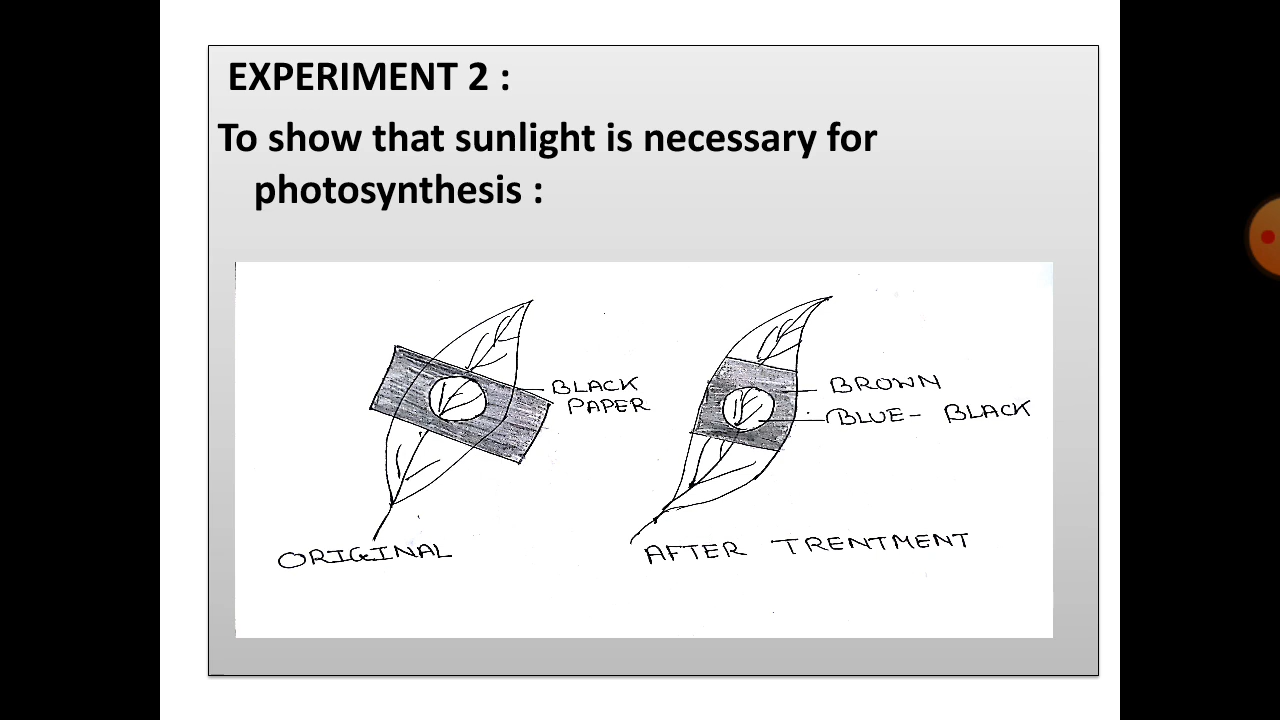 EXPERIMENT 2 :
To show that sunlight is necessary for
photosynthesis :
BLACK
PAPER
BROWN
BLUE- BLACK
ORIGINAL
AFTER TRENTMENT